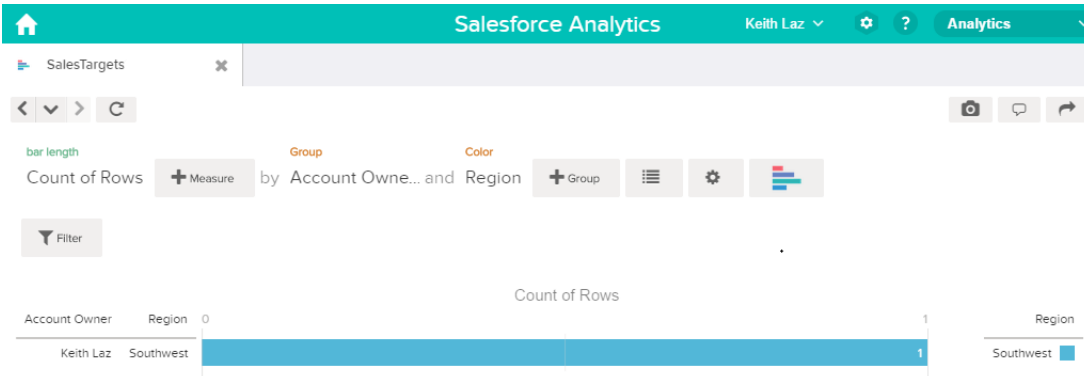 Salesforce Analytics Keith Laz ? Analytics
SalesTargets
bar length Group Color
Count of Rows + Measure by Account Owne... and Region + Group
Filter
Count of Rows
Account Owner Region 0 1 Region
Keith Laz Southwest 1 Southwest